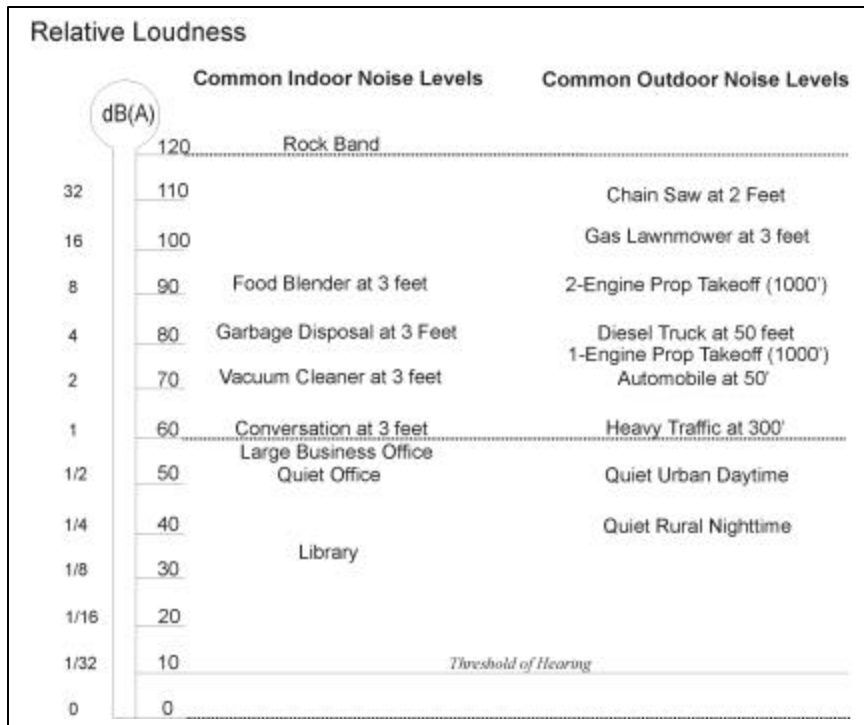 Relative Loudness
Common Indoor Noise Levels Common Outdoor Noise Levels
dB(A)
120 Rock Band
32 110 Chain Saw at 2 Feet
16 100 Gas Lawnmower at 3 feet
8 90 Food Blender at 3 feet 2-Engine Prop Takeoff (1000')
4 80 Garbage Disposal at 3 Feet Diesel Truck at 50 feet
1-Engine Prop Takeoff (1000')
2 70 Vacuum Cleaner at 3 feet Automobile at 50'
1 60 Conversation at 3 feet Heavy Traffic at 300'
Large Business Office
1/2 50 Quiet Office Quiet Urban Daytime
1/4 40 Quiet Rural Nighttime
Library
1/8 30
1/16 20
1/32 10 Threshold of Hearing
0 0